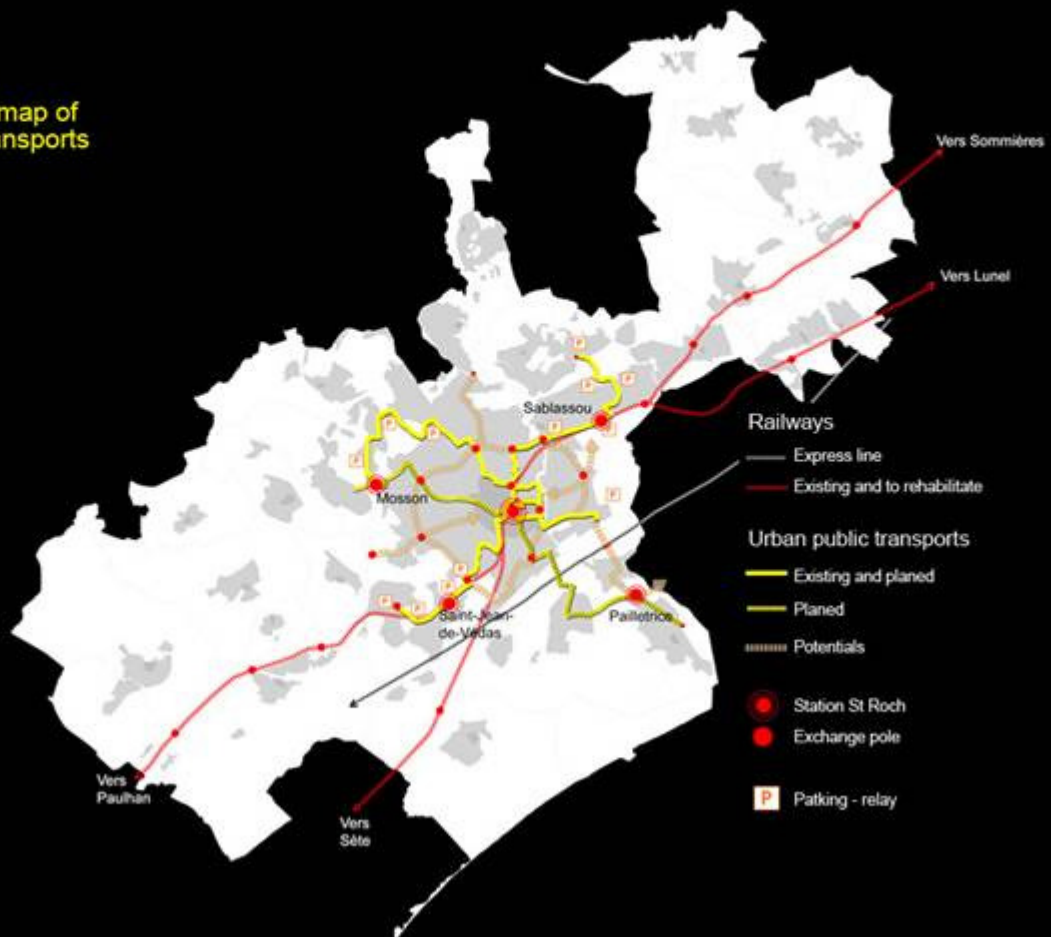 map of
ansports
Vers Sommières
Vers Lunel
P
P
P
Sablassou
P
P
P
P
P
P
Mosson
P
P
P
P
P
Saint-Jean-
de-Védas
Pailletrice
Vers
Paulhan
Vers
Sète
Railways
Express line
Existing and to rehabilitate
Urban public transports
Existing and planed
Planed
Potentials
Station St Roch
Exchange pole
P Patking - relay